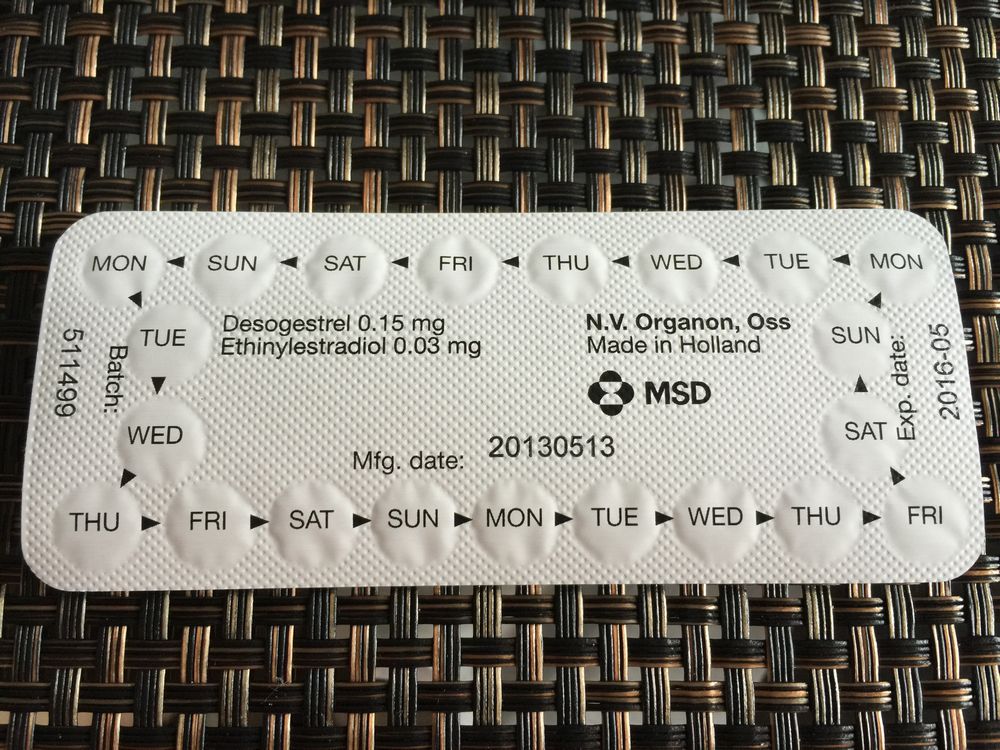 MON SUN SAT FRI THU WED TUE MON
TUE
SUN
Desogestrel 0.15 mg
Ethinylestradiol 0.03 mg
N.V. Organon, Oss
Made in Holland
MSD
Batch:
511499
Exp. date:
2016-05
WED
SAT
Mfg. date: 20130513
THU FRI SAT SUN MON TUE WED THU FRI